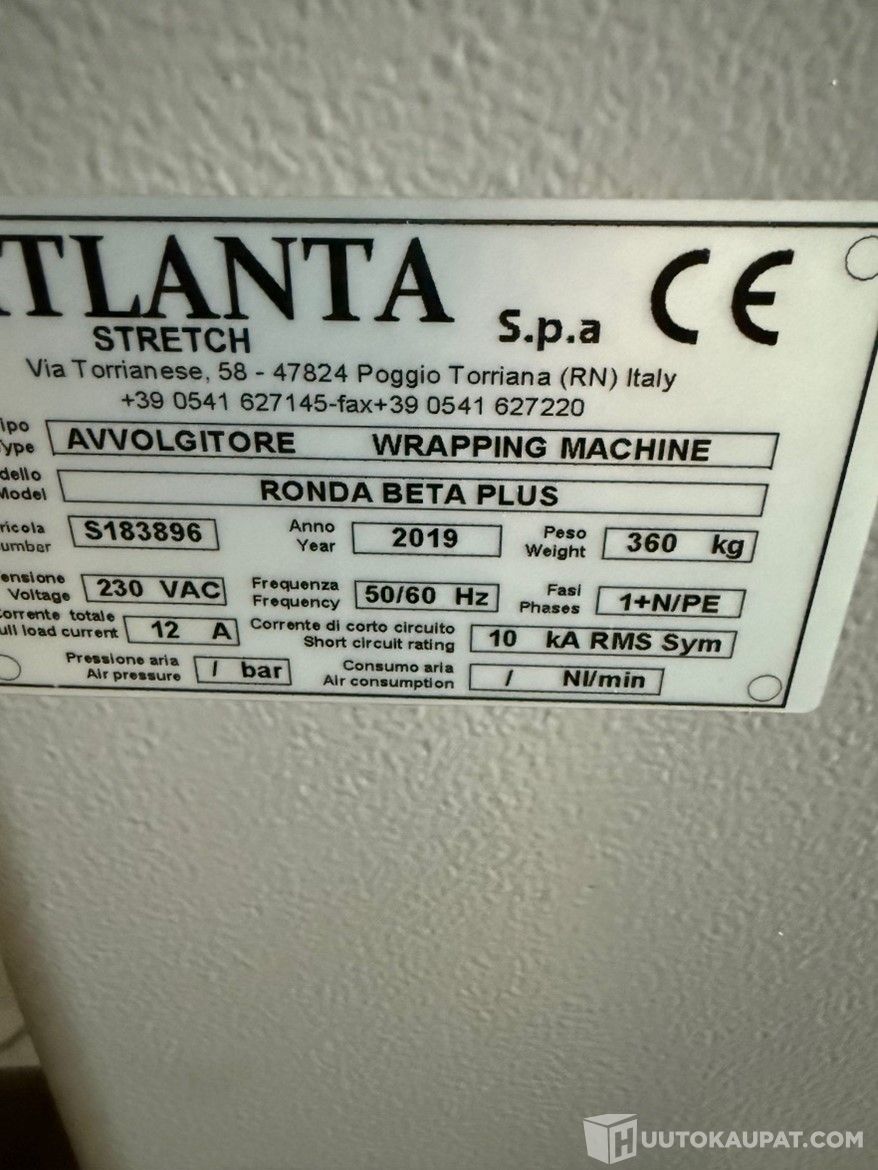 TLANTA
STRETCH S.p.a CE
Via Torrianese, 58 - 47824 Poggio Torriana (RN) Italy
+39 0541 627145-fax+39 0541 627220
ipo
ype AVVOLGITORE WRAPPING MACHINE
dello
Model RONDA BETA PLUS
ricola
umber S183896 Anno
Year 2019 Peso
Weight 360 kg
ensione
Voltage 230 VAC Frequenza
Frequency 50/60 Hz Fasi
Phases 1+N/PE
orrente totale
ull load current 12 A Corrente di corto circuito
Short circuit rating 10 kA RMS Sym
Pressione aria
Air pressure / bar Consumo aria
Air consumption / Nl/min
HUUTOKAUPAT.COM